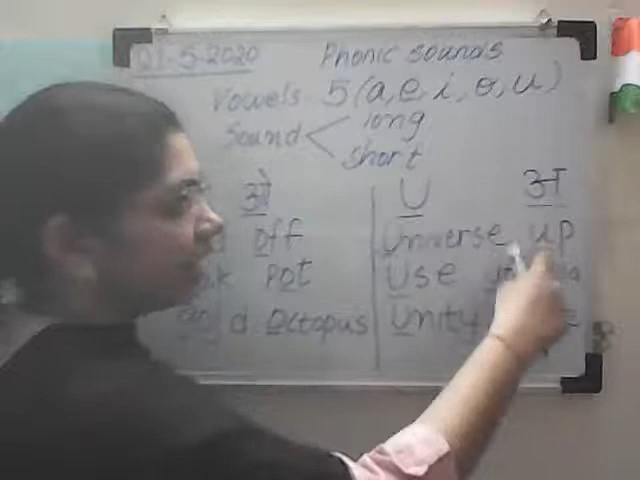 01-5-2020 Phonic sounds
Vowels 5 (a, e, i, o, u)
Sound < long
short
ओ U अ
Off Universe up
Pot Use
d. Octopus Unity